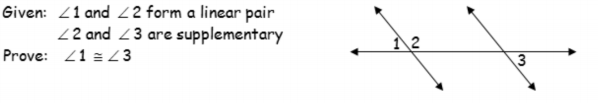 Given: ∠1 and ∠2 form a linear pair
∠2 and ∠3 are supplementary
Prove: ∠1 ≅ ∠3
1 2
3